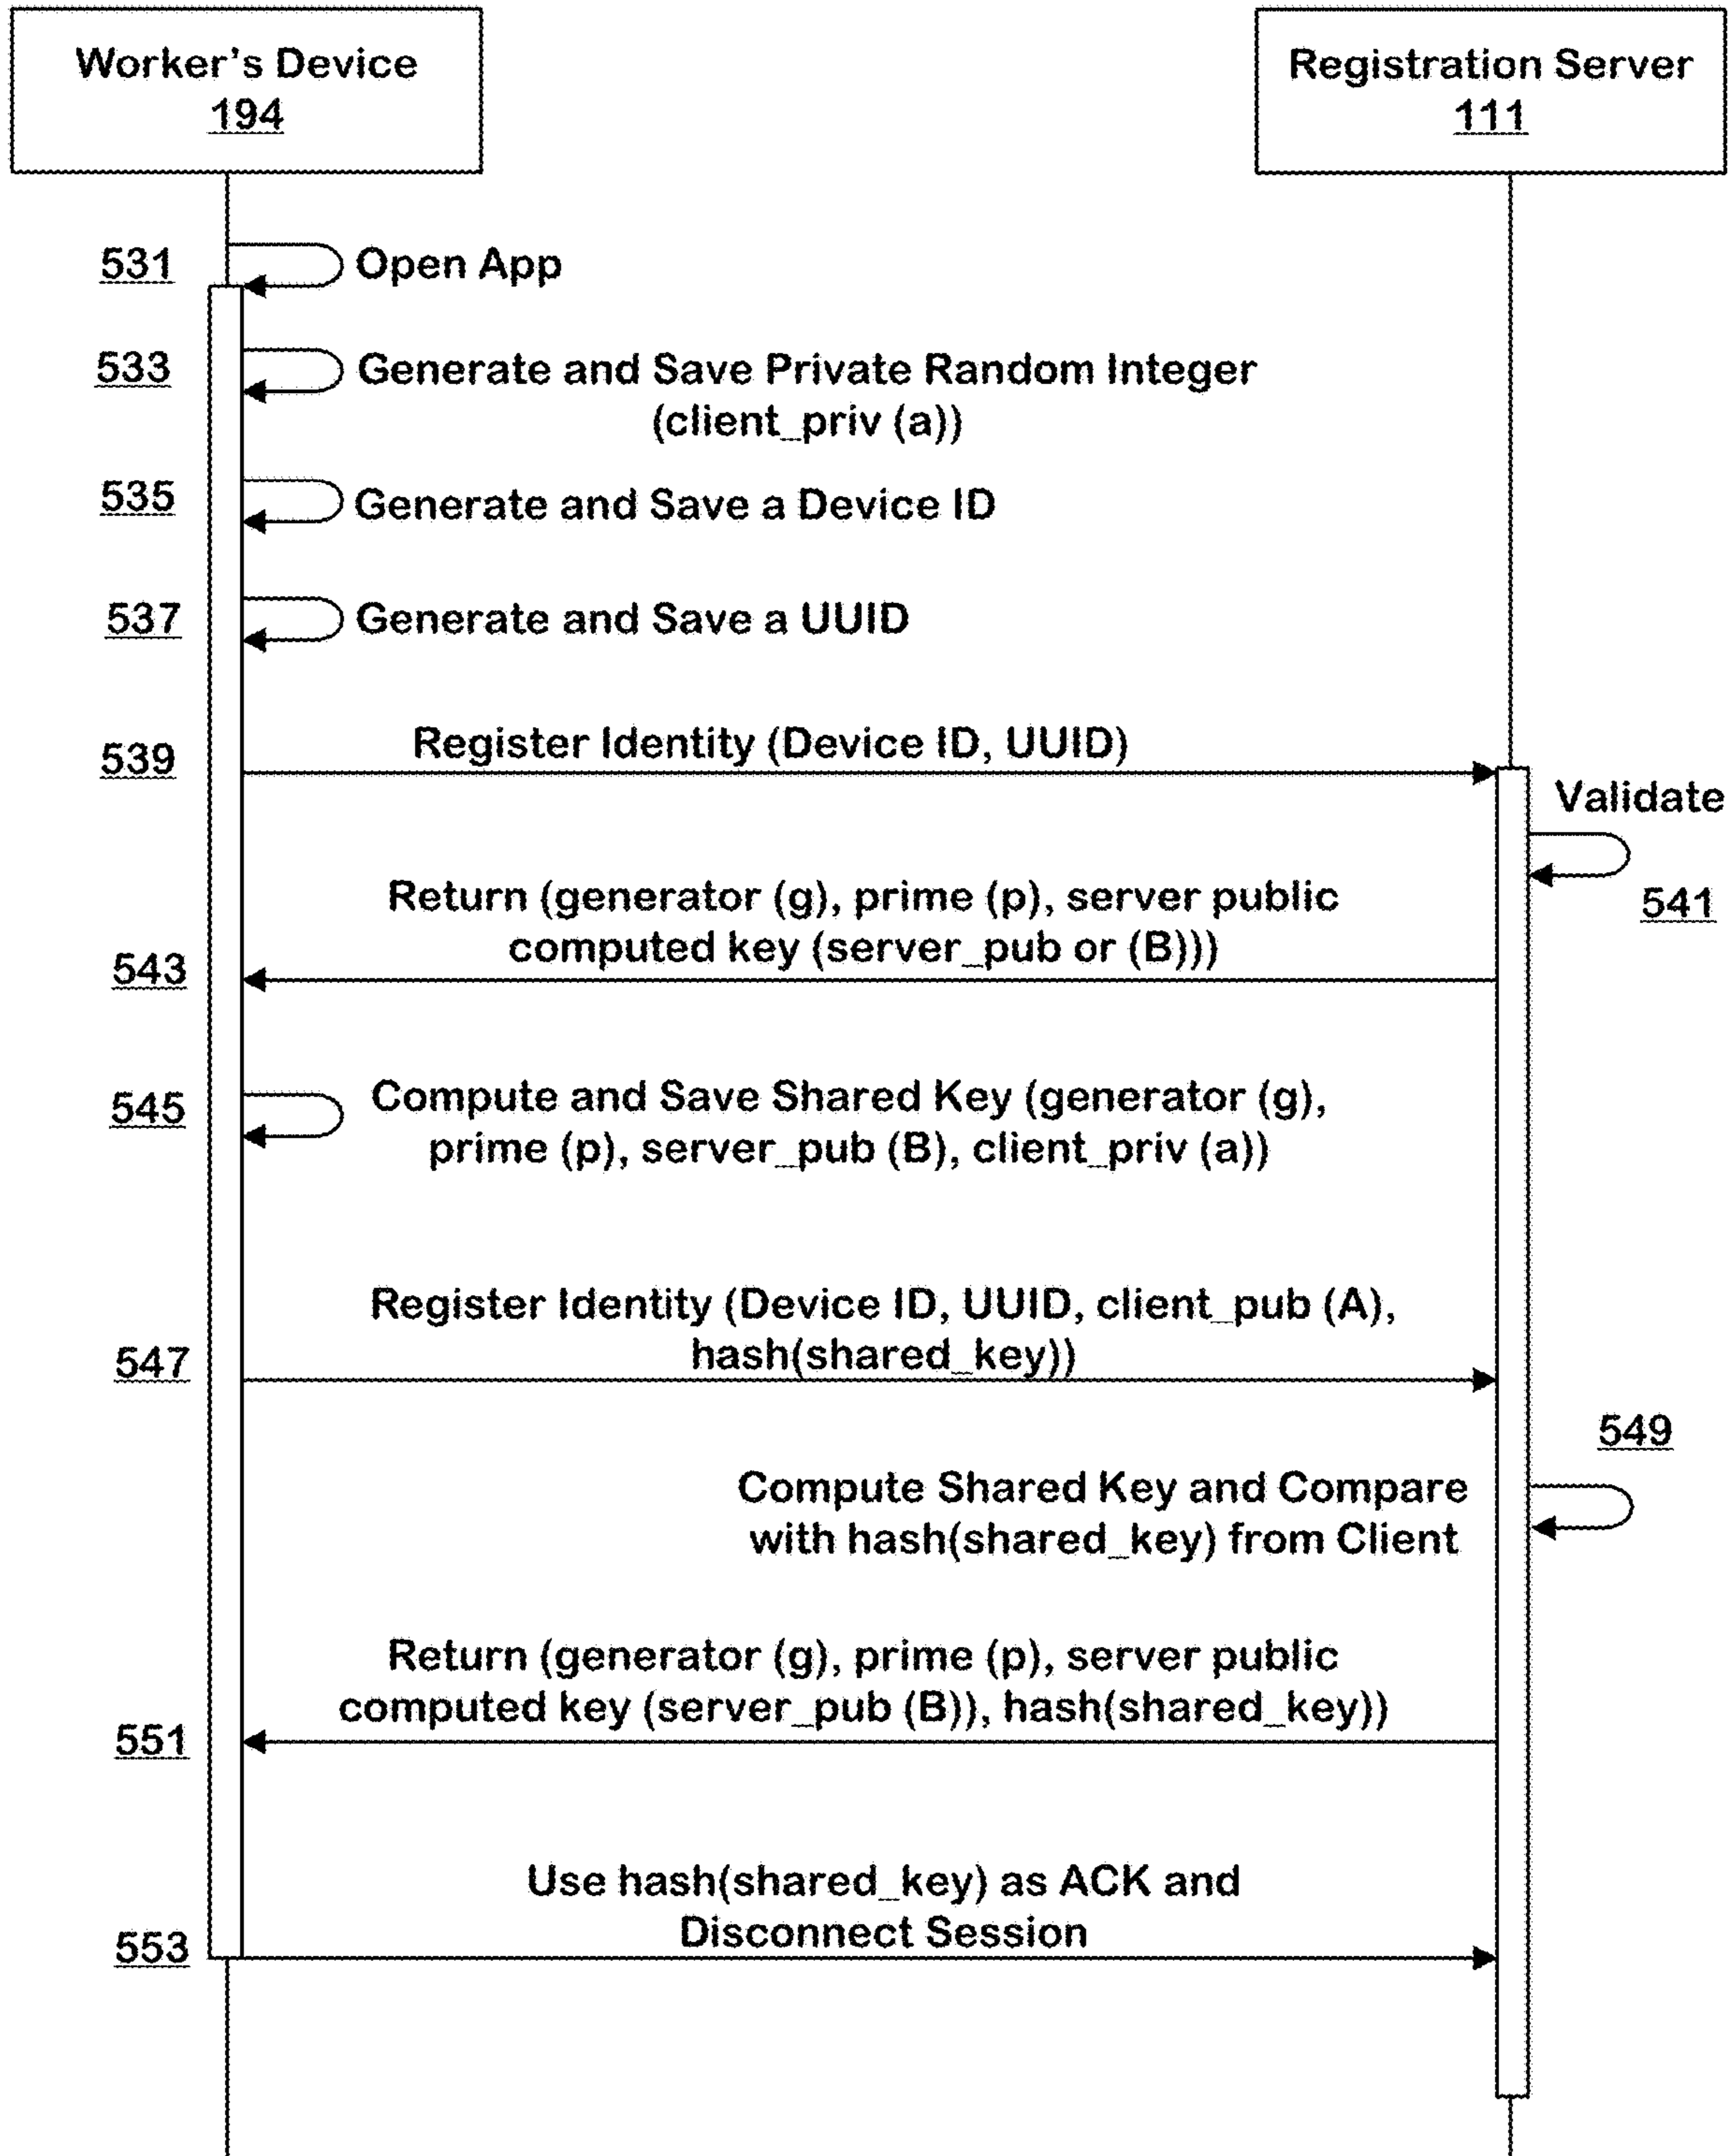 Worker's Device
194
Registration Server
111
531
Open App
533
Generate and Save Private Random Integer
(client_priv (a))
535
Generate and Save a Device ID
537
Generate and Save a UUID
539
Register Identity (Device ID, UUID)
Validate
541
Return (generator (g), prime (p), server public
computed key (server_pub or (B)))
543
545
Compute and Save Shared Key (generator (g),
prime (p), server_pub (B), client_priv (a))
Register Identity (Device ID, UUID, client_pub (A),
hash(shared_key))
547
549
Compute Shared Key and Compare
with hash(shared_key) from Client
Return (generator (g), prime (p), server public
computed key (server_pub (B)), hash(shared_key))
551
Use hash(shared_key) as ACK and
Disconnect Session
553